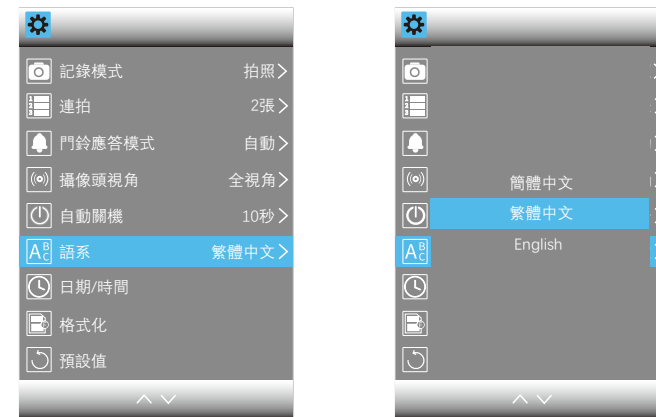 記錄模式 拍照
連拍 2張
門鈴應答模式 自動
攝像頭視角 全視角
自動關機 10秒
語系 繁體中文
日期/時間
格式化
預設值
簡體中文
繁體中文
English